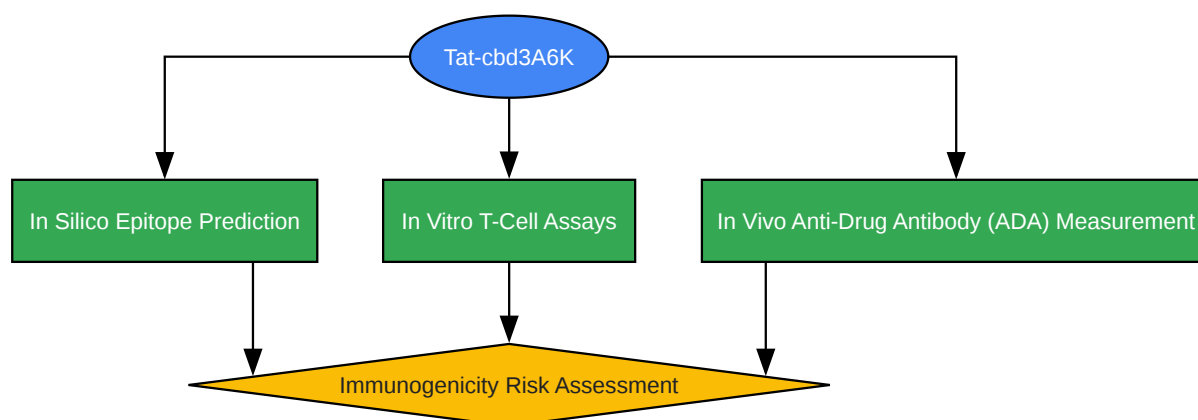 Tat-cbd3A6K
In Silico Epitope Prediction
In Vitro T-Cell Assays
In Vivo Anti-Drug Antibody (ADA) Measurement
Immunogenicity Risk Assessment